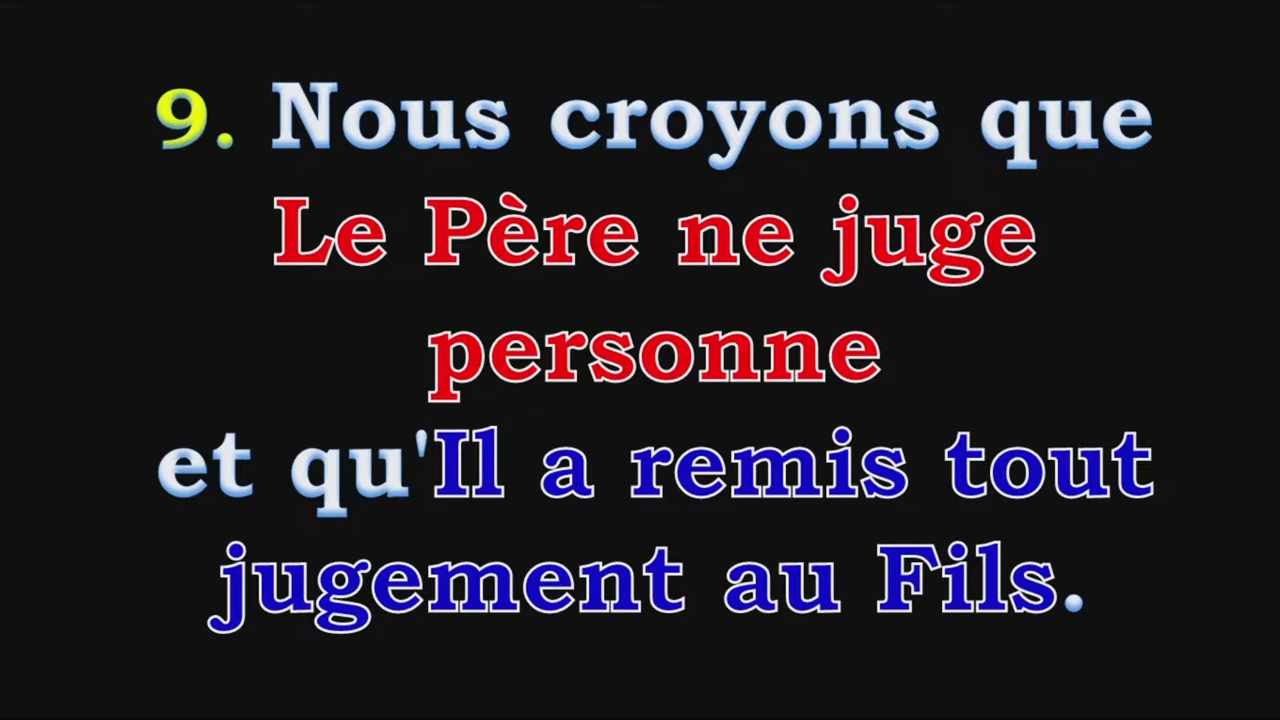 9. Nous croyons que
Le Père ne juge
personne
et qu'Il a remis tout
jugement au Fils.